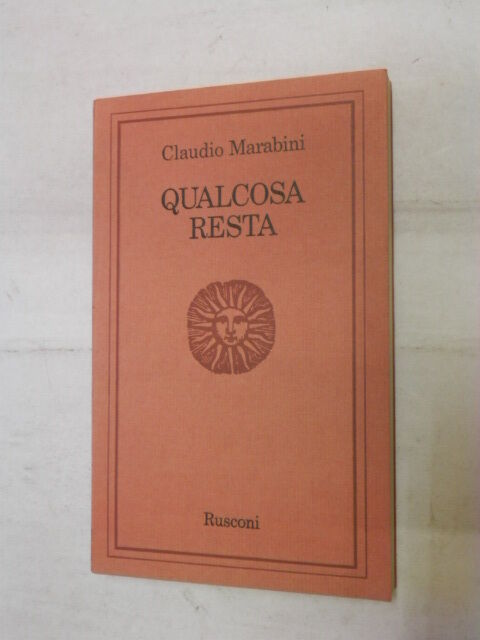 Claudio Marabini
QUALCOSA
RESTA
Rusconi